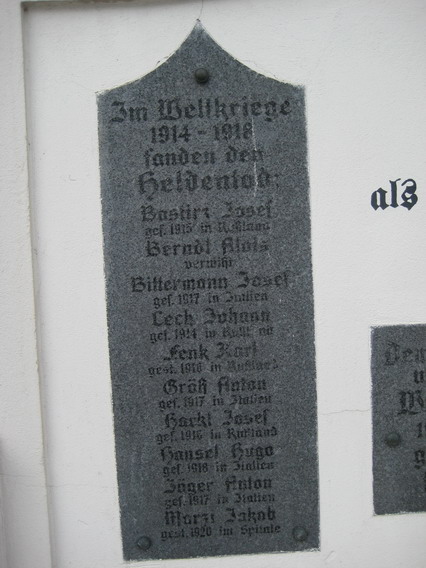 Im Weltkriege
1914 - 1918
fanden den
Heldentod:
Bastirz Josef
gef. 1915 in Rußland
Berndl Alois
vermißt
Bittermann Josef
gef. 1917 in Italien
Lech Johann
gef. 1914 in Rußland
Fenk Karl
gest. 1918 in Rußland
Größ Anton
gef. 1917 in Italien
Hackl Josef
gef. 1916 in Rußland
Hansel Hugo
gef. 1918 in Italien
Jäger Anton
gef. 1917 in Italien
Marzi Jakob
gest. 1920 im Spitale
als